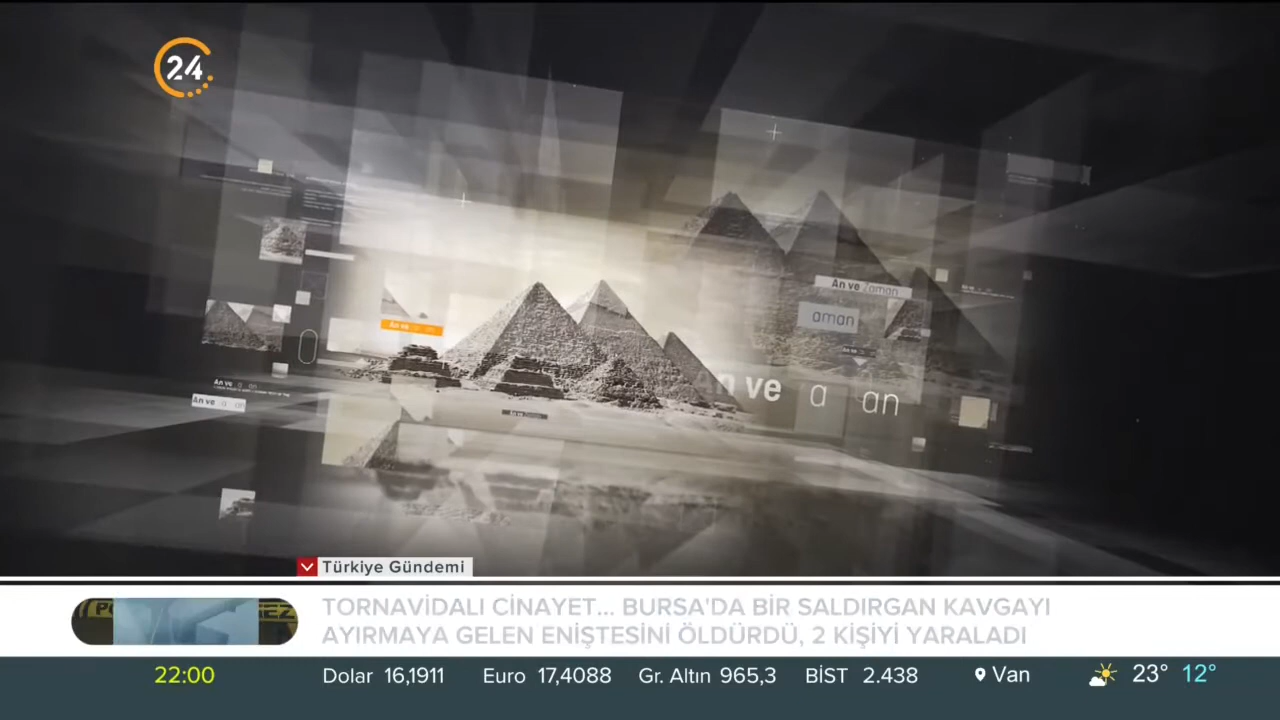 24
An ve Zaman
aman
An ve
An ve
An ve
An ve a an
Türkiye Gündemi
TORNAVİDALI CİNAYET... BURSA'DA BİR SALDIRGAN KAVGAYI
AYIRMAYA GELEN ENİŞTESİNİ ÖLDÜRDÜ, 2 KİŞİYİ YARALADI
22:00 Dolar 16,1911 Euro 17,4088 Gr. Altın 965,3 BİST 2.438 Van 23° 12°